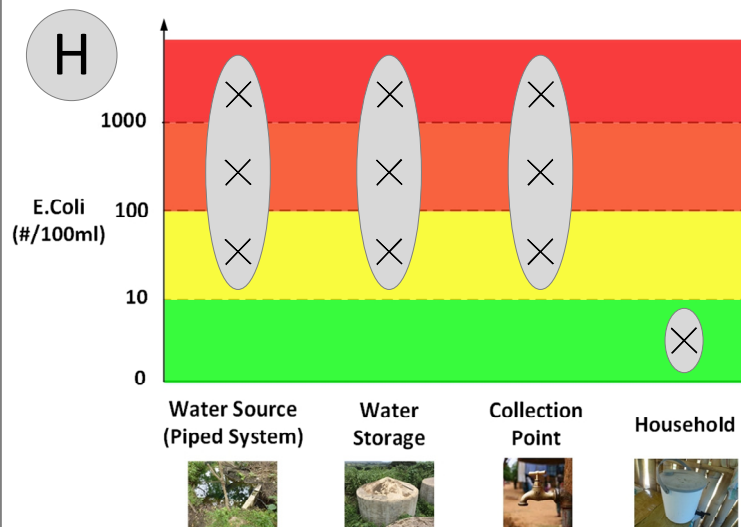 H
1000
E.Coli
(#/100ml)
100
10
0
Water Source
(Piped System)
Water
Storage
Collection
Point
Household